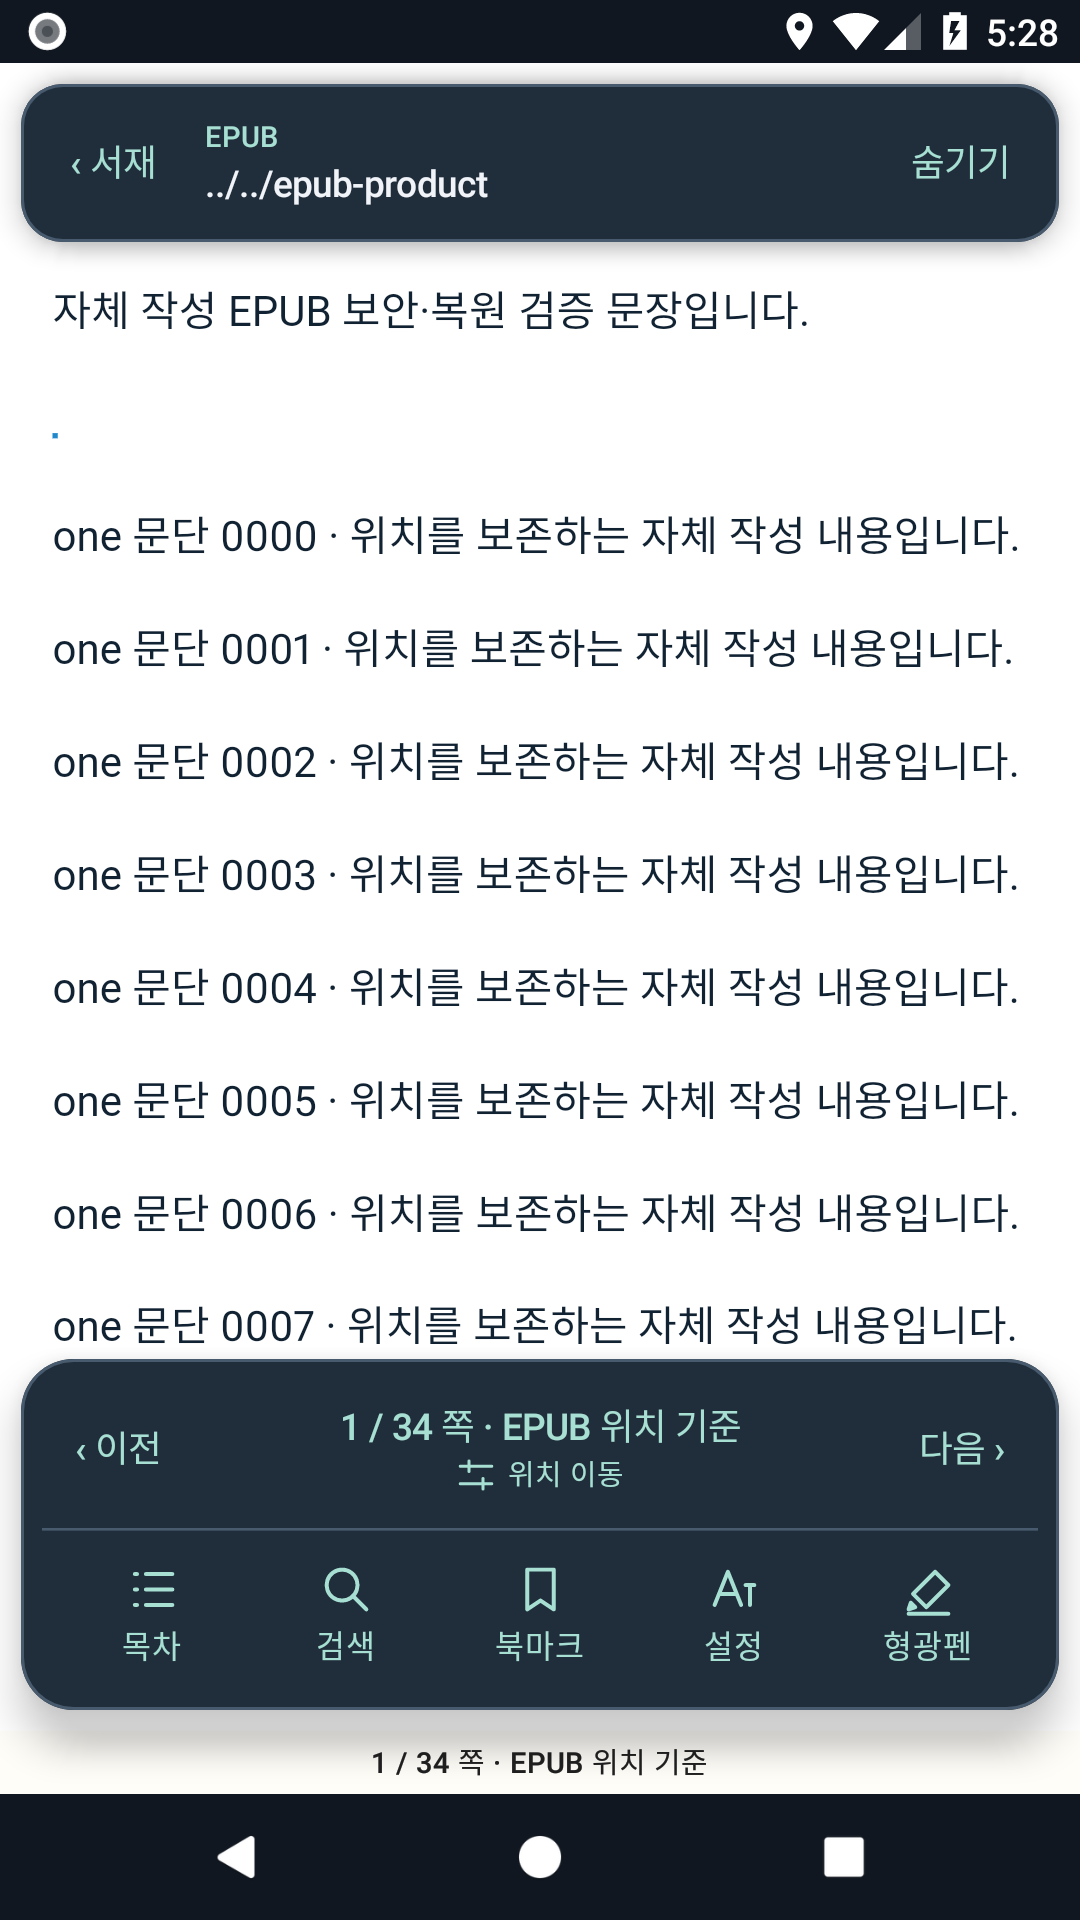 5:28
‹ 서재
EPUB
../../epub-product
숨기기
자체 작성 EPUB 보안·복원 검증 문장입니다.
.
one 문단 0000 · 위치를 보존하는 자체 작성 내용입니다.
one 문단 0001 · 위치를 보존하는 자체 작성 내용입니다.
one 문단 0002 · 위치를 보존하는 자체 작성 내용입니다.
one 문단 0003 · 위치를 보존하는 자체 작성 내용입니다.
one 문단 0004 · 위치를 보존하는 자체 작성 내용입니다.
one 문단 0005 · 위치를 보존하는 자체 작성 내용입니다.
one 문단 0006 · 위치를 보존하는 자체 작성 내용입니다.
one 문단 0007 · 위치를 보존하는 자체 작성 내용입니다.
‹ 이전
1 / 34 쪽 · EPUB 위치 기준
위치 이동
다음 ›
목차
검색
북마크
설정
형광펜
1 / 34 쪽 · EPUB 위치 기준